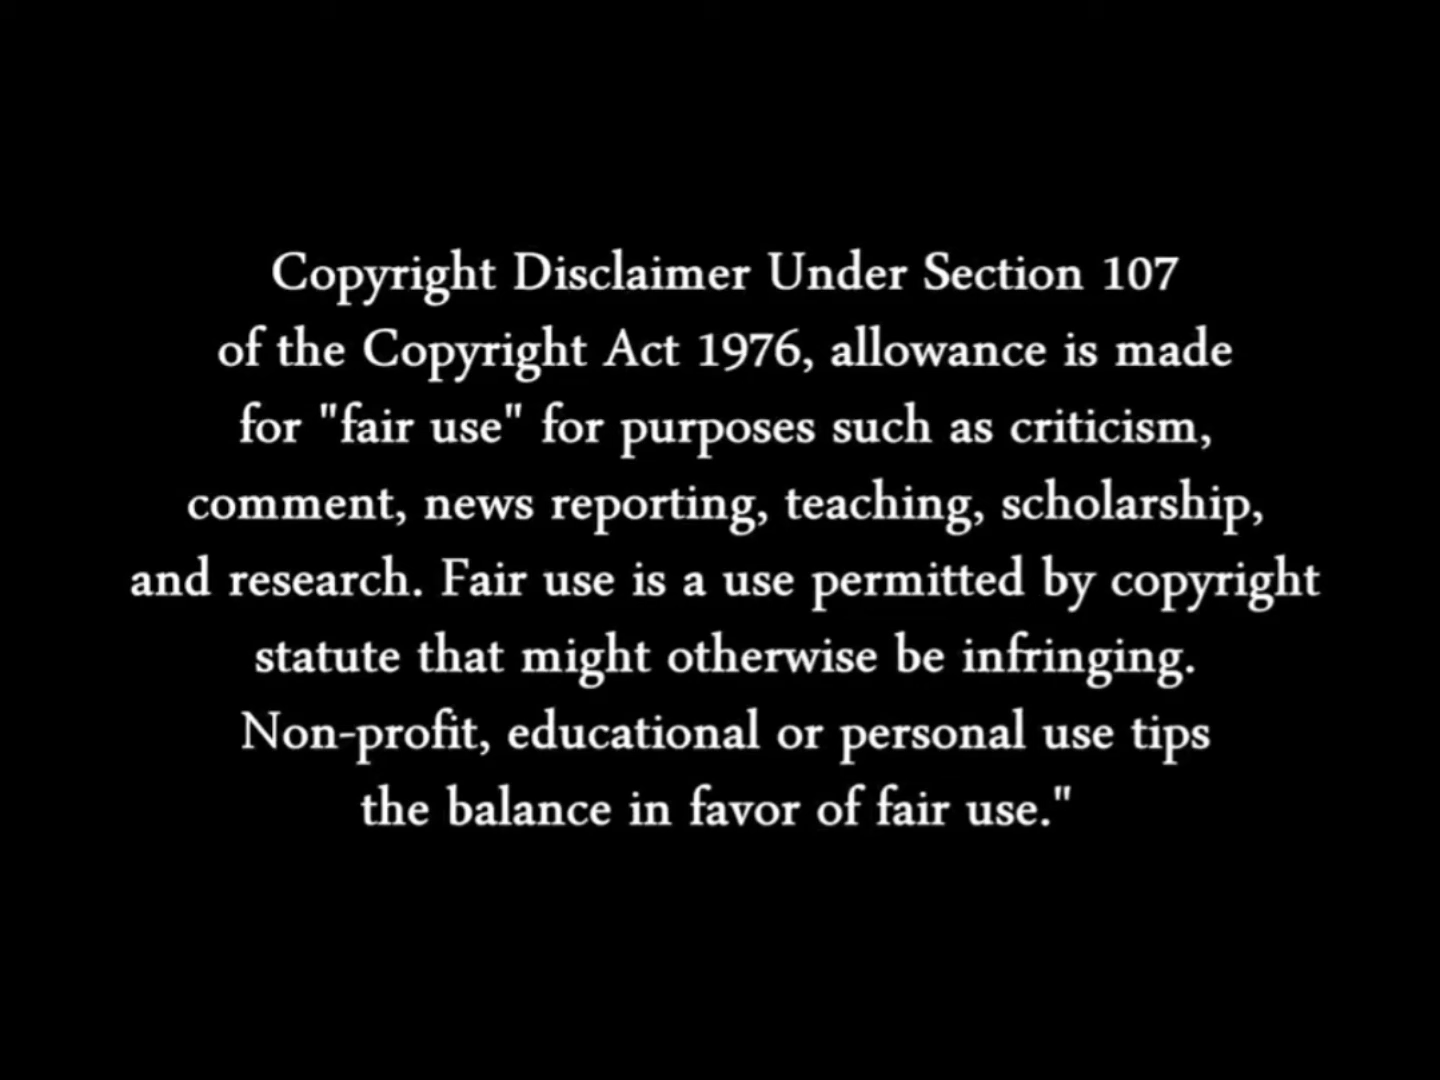 Copyright Disclaimer Under Section 107
of the Copyright Act 1976, allowance is made
for "fair use" for purposes such as criticism,
comment, news reporting, teaching, scholarship,
and research. Fair use is a use permitted by copyright
statute that might otherwise be infringing.
Non-profit, educational or personal use tips
the balance in favor of fair use."